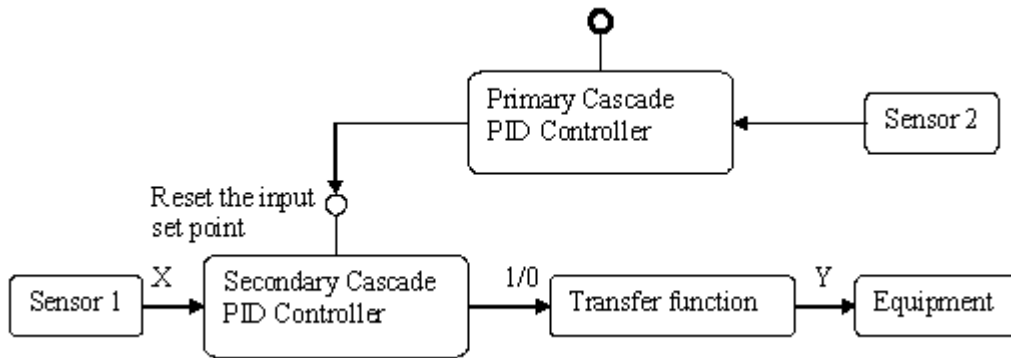 Primary Cascade
PID Controller
Sensor 2
Reset the input
set point
Sensor 1
X
Secondary Cascade
PID Controller
1/0
Transfer function
Y
Equipment